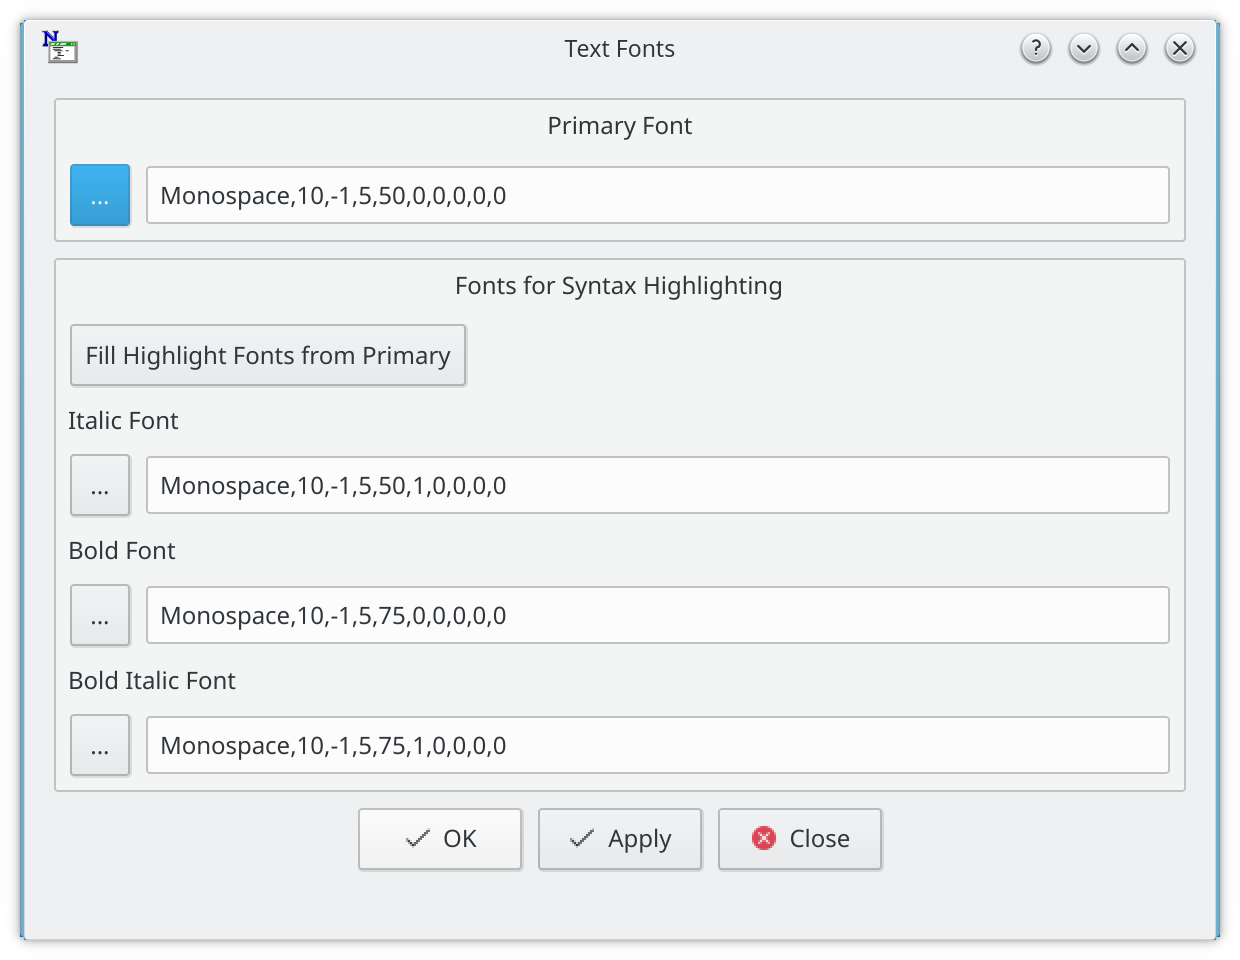 Text Fonts
Primary Font
... Monospace,10,-1,5,50,0,0,0,0,0
Fonts for Syntax Highlighting
Fill Highlight Fonts from Primary
Italic Font
... Monospace,10,-1,5,50,1,0,0,0,0
Bold Font
... Monospace,10,-1,5,75,0,0,0,0,0
Bold Italic Font
... Monospace,10,-1,5,75,1,0,0,0,0
OK Apply Close